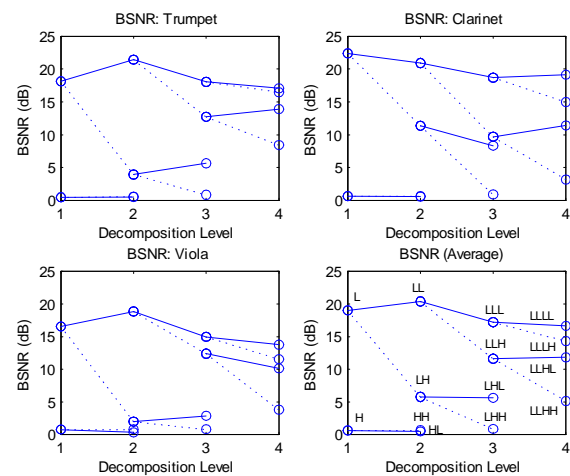 BSNR: Trumpet
25
20
15
10
5
0
BSNR (dB)
1 2 3 4
Decomposition Level
BSNR: Clarinet
25
20
15
10
5
0
BSNR (dB)
1 2 3 4
Decomposition Level
BSNR: Viola
25
20
15
10
5
0
BSNR (dB)
1 2 3 4
Decomposition Level
BSNR (Average)
25
20
15
10
5
0
BSNR (dB)
L
LL
LLL
LLLL
LLH
LLLH
LLHL
LH
LHL
LLHH
H
HH
HL
LHH
1 2 3 4
Decomposition Level